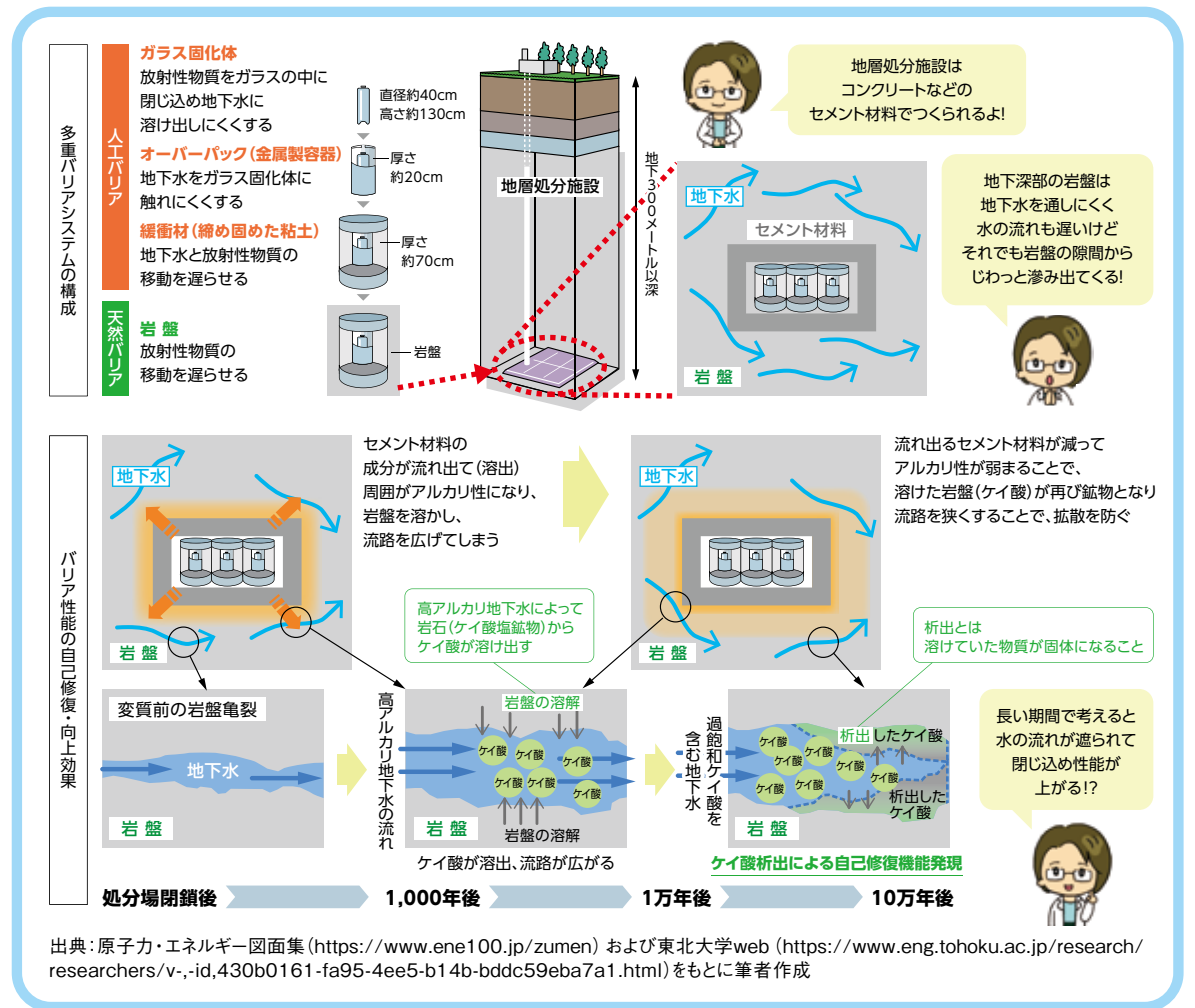 多重バリアシステムの構成
人工バリア
ガラス固化体
放射性物質をガラスの中に
閉じ込め地下水に
溶け出しにくくする
オーバーパック(金属製容器)
地下水をガラス固化体に
触れにくくする
緩衝材(締め固めた粘土)
地下水と放射性物質の
移動を遅らせる
天然バリア
岩盤
放射性物質の
移動を遅らせる
直径約40cm
高さ約130cm
厚さ
約20cm
厚さ
約70cm
岩盤
地層処分施設
地下300メートル以深
地層処分施設は
コンクリートなどの
セメント材料でつくられるよ!
地下水
セメント材料
岩盤
地下深部の岩盤は
地下水を通しにくく
水の流れも遅いけど
それでも岩盤の隙間から
じわっと滲み出てくる!
バリア性能の自己修復・向上効果
地下水
岩盤
セメント材料の
成分が流れ出て(溶出)
周囲がアルカリ性になり、
岩盤を溶かし、
流路を広げてしまう
地下水
岩盤
流れ出るセメント材料が減って
アルカリ性が弱まることで、
溶けた岩盤(ケイ酸)が再び鉱物となり
流路を狭くすることで、拡散を防ぐ
高アルカリ地下水によって
岩石(ケイ酸塩鉱物)から
ケイ酸が溶け出す
析出とは
溶けていた物質が固体になること
変質前の岩盤亀裂
地下水
岩盤
高アルカリ地下水の流れ
岩盤の溶解
ケイ酸
ケイ酸
ケイ酸
ケイ酸
ケイ酸
ケイ酸
岩盤の溶解
岩盤
ケイ酸が溶出、流路が広がる
過飽和ケイ酸を
含む地下水
析出したケイ酸
ケイ酸
ケイ酸
ケイ酸
ケイ酸
ケイ酸
ケイ酸
ケイ酸
析出した
ケイ酸
岩盤
ケイ酸析出による自己修復機能発現
長い期間で考えると
水の流れが遮られて
閉じ込め性能が
上がる!?
処分場閉鎖後
1,000年後
1万年後
10万年後
出典:原子力・エネルギー図面集(https://www.ene100.jp/zumen) および東北大学web (https://www.eng.tohoku.ac.jp/research/
researchers/v-,-id,430b0161-fa95-4ee5-b14b-bddc59eba7a1.html)をもとに筆者作成